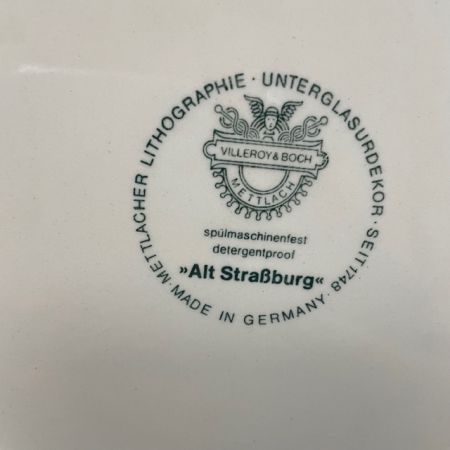 METTLACHER LITHOGRAPHIE · UNTERGLASURDEKOR · SEIT 1748 ·
VILLEROY & BOCH
METTLACH
spülmaschinenfest
detergentproof
»Alt Straßburg«
MADE IN GERMANY ·